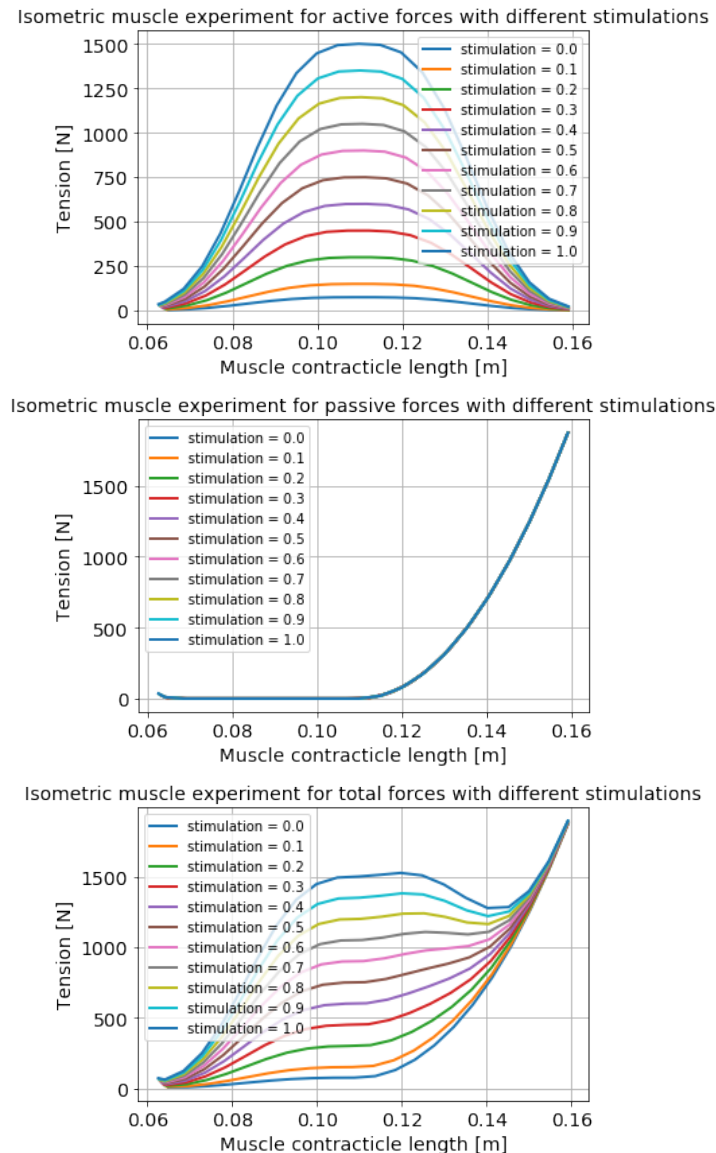 Isometric muscle experiment for active forces with different stimulations
Tension [N]
1500
1250
1000
750
500
250
0
stimulation = 0.0
stimulation = 0.1
stimulation = 0.2
stimulation = 0.3
stimulation = 0.4
stimulation = 0.5
stimulation = 0.6
stimulation = 0.7
stimulation = 0.8
stimulation = 0.9
stimulation = 1.0
0.06 0.08 0.10 0.12 0.14 0.16
Muscle contracticle length [m]
Isometric muscle experiment for passive forces with different stimulations
Tension [N]
1500
1000
500
0
stimulation = 0.0
stimulation = 0.1
stimulation = 0.2
stimulation = 0.3
stimulation = 0.4
stimulation = 0.5
stimulation = 0.6
stimulation = 0.7
stimulation = 0.8
stimulation = 0.9
stimulation = 1.0
0.06 0.08 0.10 0.12 0.14 0.16
Muscle contracticle length [m]
Isometric muscle experiment for total forces with different stimulations
Tension [N]
1500
1000
500
0
stimulation = 0.0
stimulation = 0.1
stimulation = 0.2
stimulation = 0.3
stimulation = 0.4
stimulation = 0.5
stimulation = 0.6
stimulation = 0.7
stimulation = 0.8
stimulation = 0.9
stimulation = 1.0
0.06 0.08 0.10 0.12 0.14 0.16
Muscle contracticle length [m]